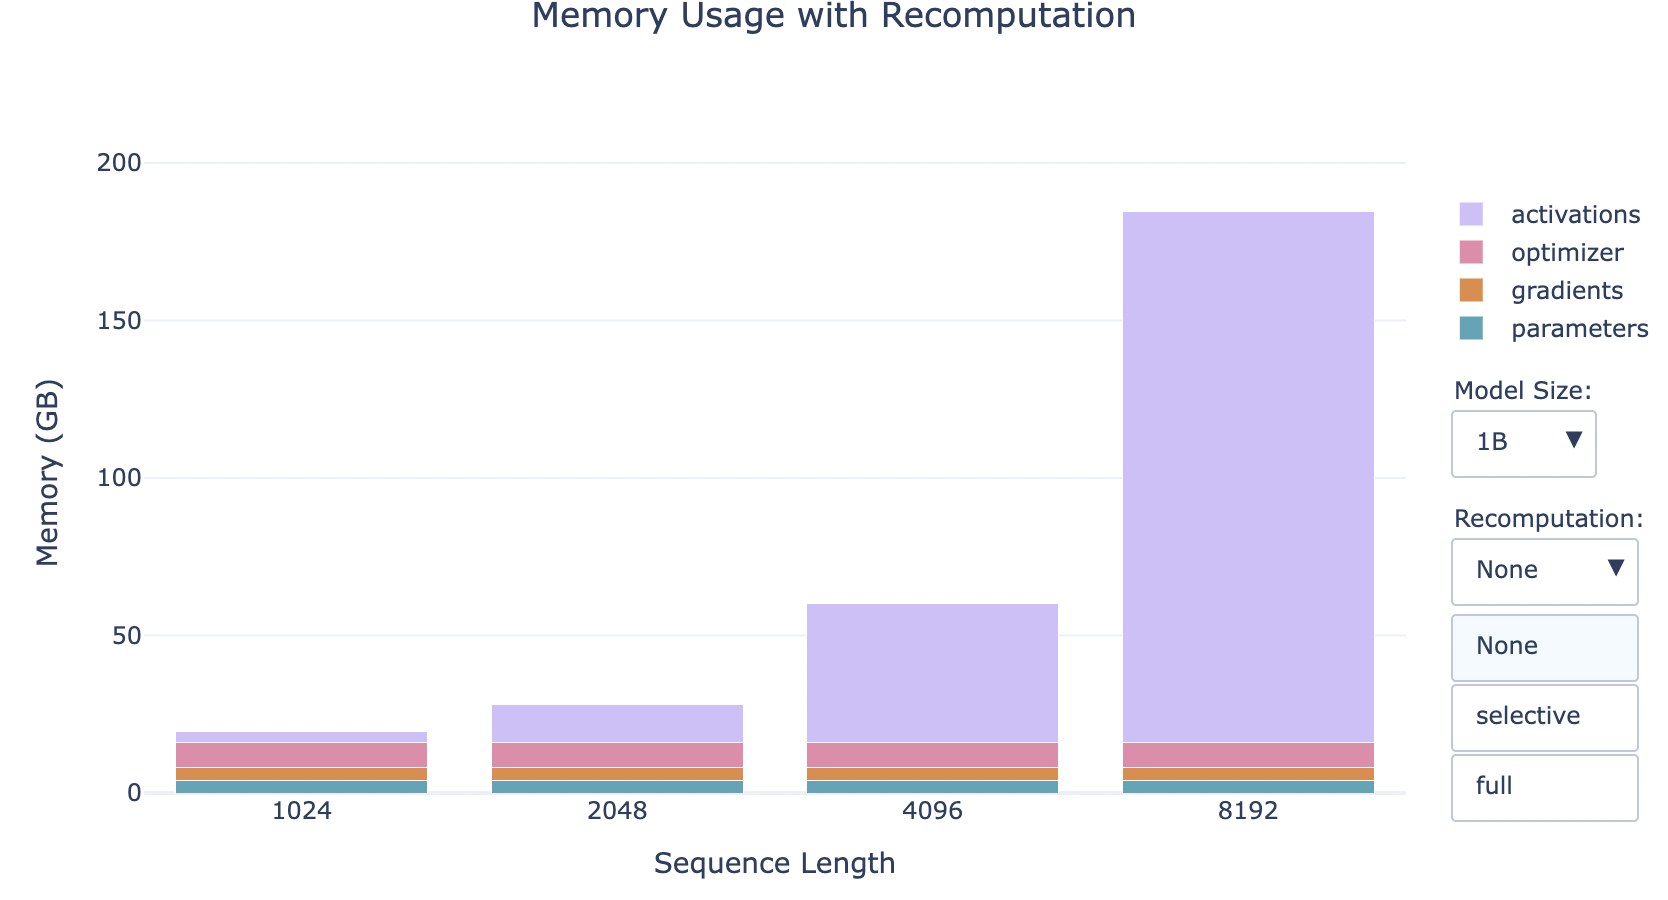 Memory Usage with Recomputation
200
150
100
50
0
Memory (GB)
1024 2048 4096 8192
Sequence Length
activations
optimizer
gradients
parameters
Model Size:
1B ▼
Recomputation:
None ▼
None
selective
full